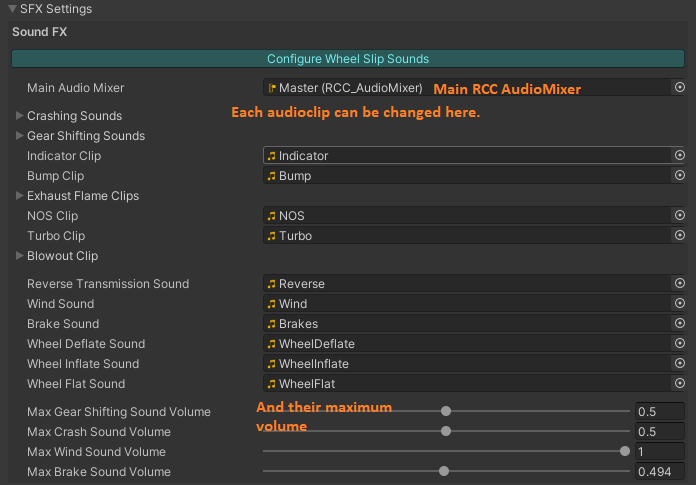 SFX Settings
Sound FX
Configure Wheel Slip Sounds
Main Audio Mixer Master (RCC_AudioMixer) Main RCC AudioMixer
Crashing Sounds Each audioclip can be changed here.
Gear Shifting Sounds
Indicator Clip Indicator
Bump Clip Bump
Exhaust Flame Clips
NOS Clip NOS
Turbo Clip Turbo
Blowout Clip
Reverse Transmission Sound Reverse
Wind Sound Wind
Brake Sound Brakes
Wheel Deflate Sound WheelDeflate
Wheel Inflate Sound WheelInflate
Wheel Flat Sound WheelFlat
Max Gear Shifting Sound Volume And their maximum 0.5
Max Crash Sound Volume volume 0.5
Max Wind Sound Volume 1
Max Brake Sound Volume 0.494